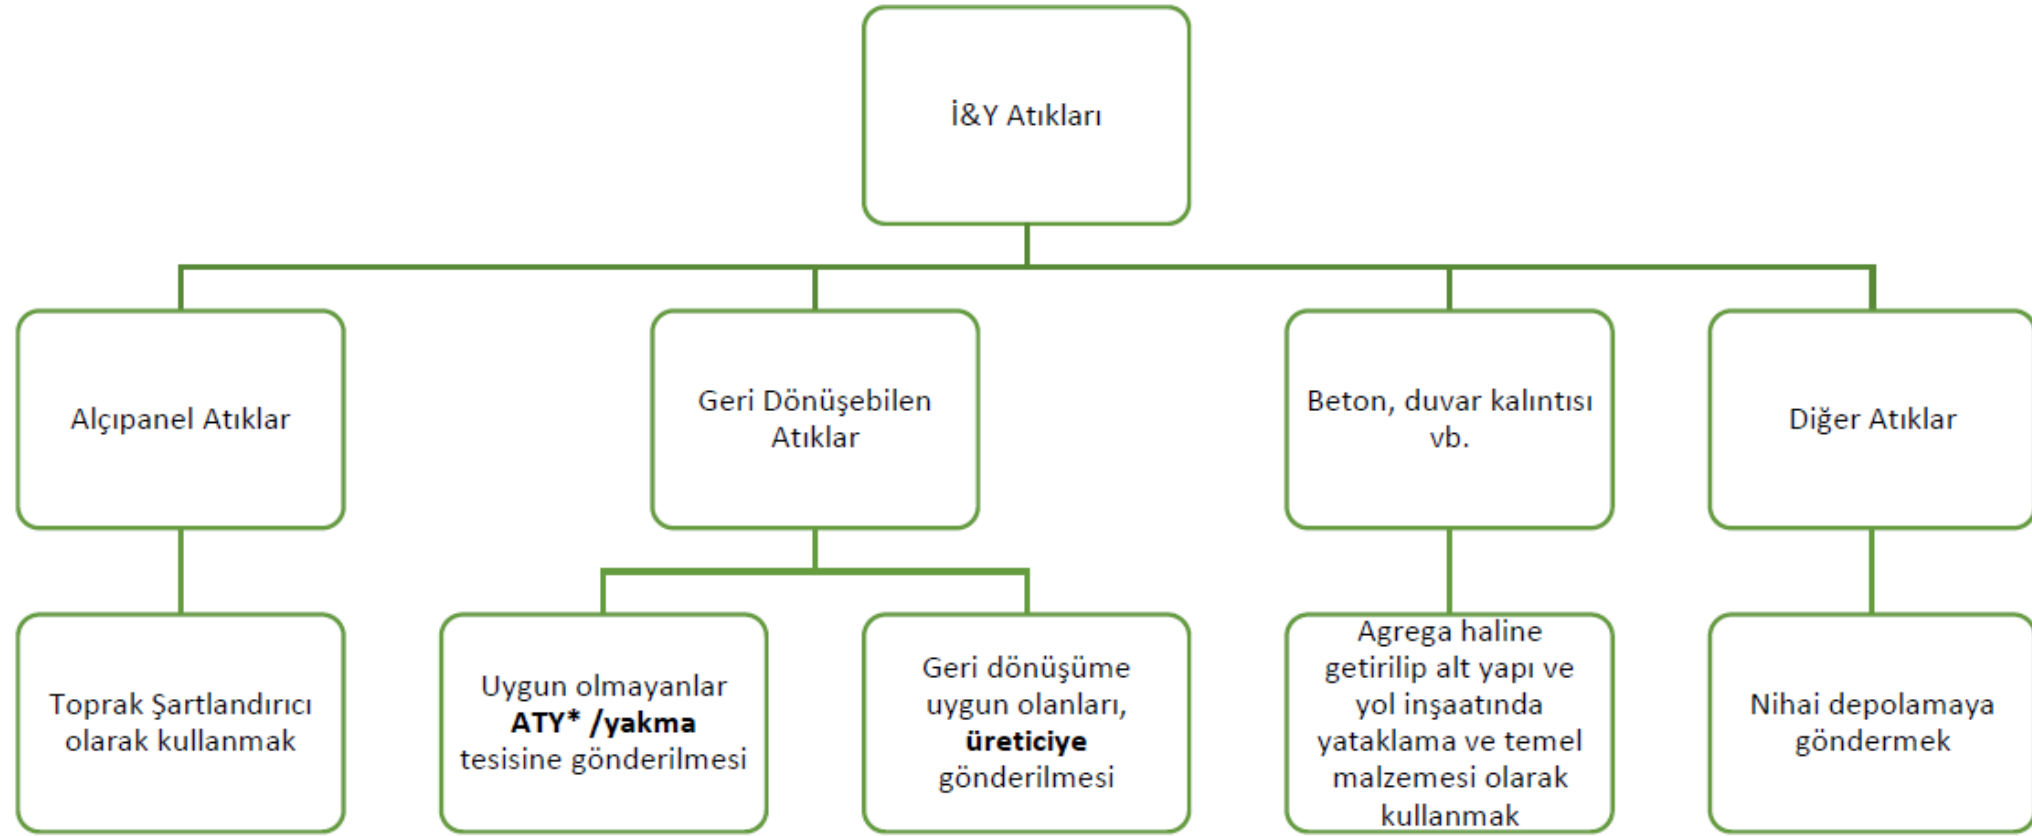 İ&Y Atıkları
Alçıpanel Atıklar
Geri Dönüşebilen
Atıklar
Beton, duvar kalıntısı
vb.
Diğer Atıklar
Toprak Şartlandırıcı
olarak kullanmak
Uygun olmayanlar
ATY* /yakma
tesisine gönderilmesi
Geri dönüşüme
uygun olanları,
üreticiye
gönderilmesi
Agrega haline
getirilip alt yapı ve
yol inşaatında
yataklama ve temel
malzemesi olarak
kullanmak
Nihai depolamaya
göndermek